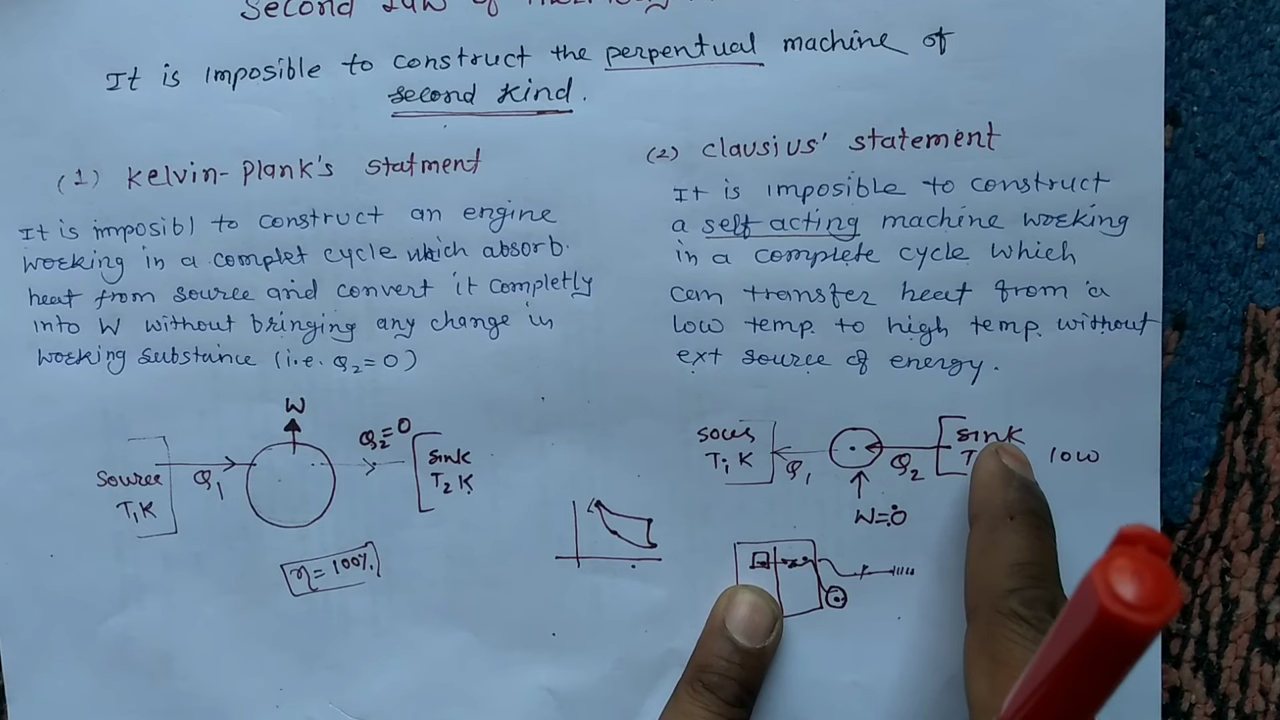 Second Law of
It is imposible to construct the perpentual machine of
second kind.
(1) Kelvin-Plank's statment
It is imposibl to construct an engine
working in a complet cycle which absorb.
heat from source and convert it completly
into W without bringing any change in
working substance (i.e. Q2=0)
W
Source
T1K
Q1
Q2=0
Sink
T2K
η=100%
(2) Clausius' statement
It is imposible to construct
a self acting machine working
in a complete cycle which
can transfer heat from a
low temp. to high temp. without
ext source of energy.
T1K
Q1
Q2
Sink
T
low
W=0